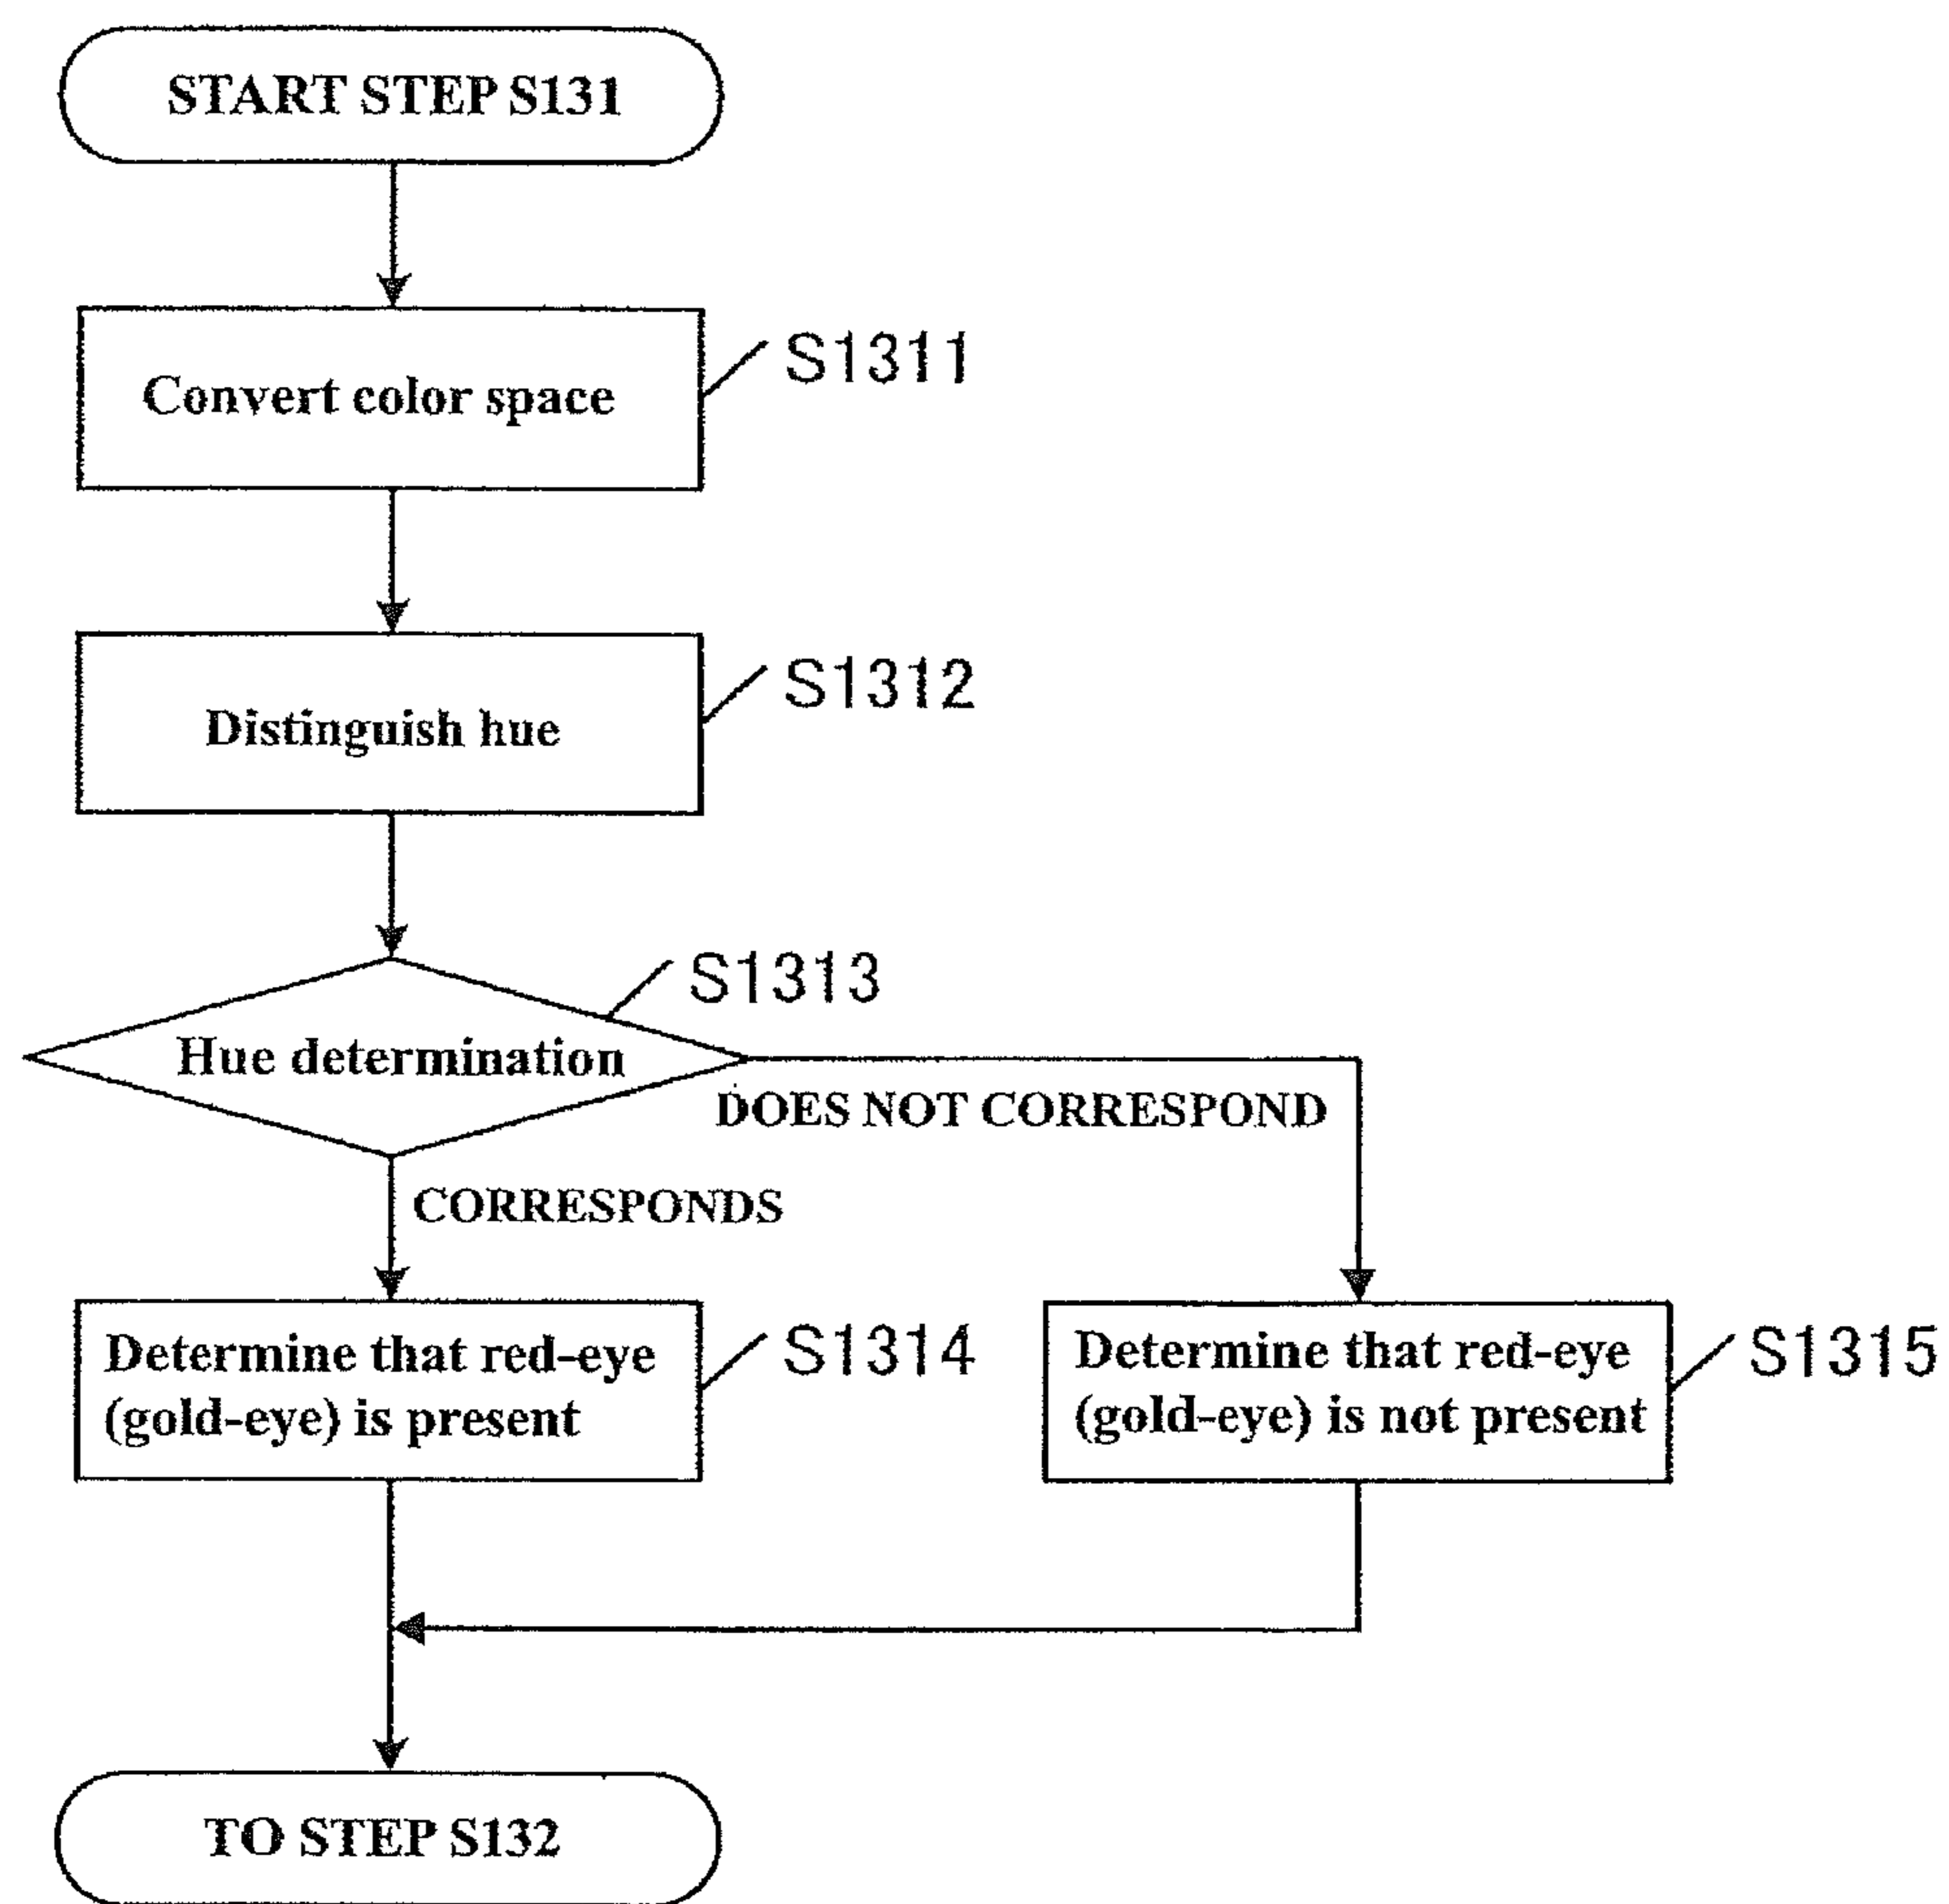 START STEP S131
Convert color space
S1311
Distinguish hue
S1312
S1313
Hue determination
DOES NOT CORRESPOND
CORRESPONDS
Determine that red-eye
(gold-eye) is present
S1314
Determine that red-eye
(gold-eye) is not present
S1315
TO STEP S132